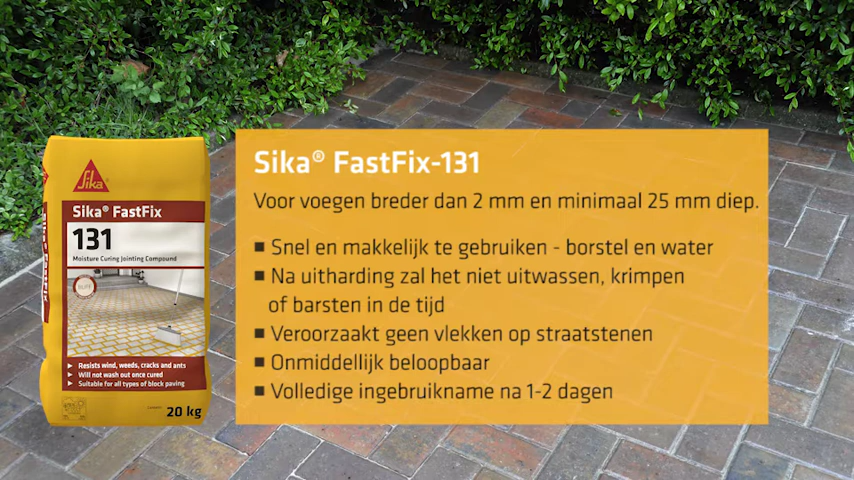 Sika®
Sika® FastFix
131
Moisture Curing Jointing Compound
BUFF
Resists wind, weeds, cracks and ants
Will not wash out once cured
Suitable for all types of block paving
20 kg
Sika® FastFix
Sika® FastFix-131
Voor voegen breder dan 2 mm en minimaal 25 mm diep.
Snel en makkelijk te gebruiken - borstel en water
Na uitharding zal het niet uitwassen, krimpen
of barsten in de tijd
Veroorzaakt geen vlekken op straatstenen
Onmiddellijk beloopbaar
Volledige ingebruikname na 1-2 dagen